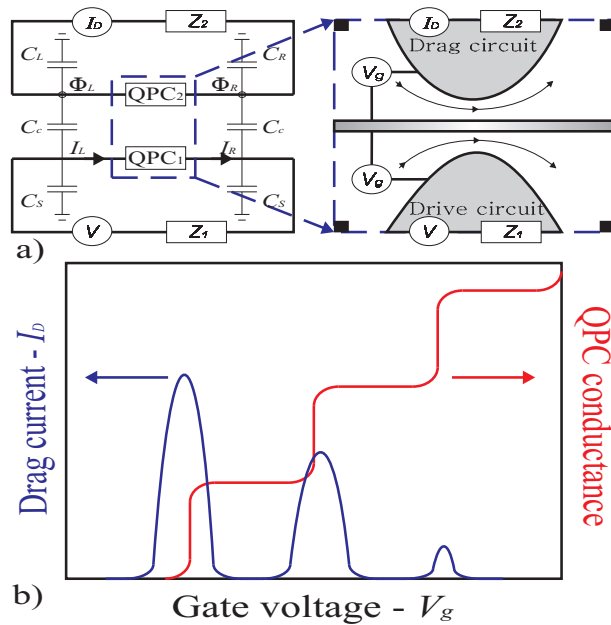 I_D
Z_2
C_L
C_R
Φ_L
QPC_2
Φ_R
C_c
C_c
I_L
QPC_1
I_R
C_S
C_S
V
Z_1
a)
I_D
Z_2
Drag circuit
V_g
V_g
Drive circuit
V
Z_1
Drag current - I_D
QPC
conductance
b)
Gate voltage - V_g